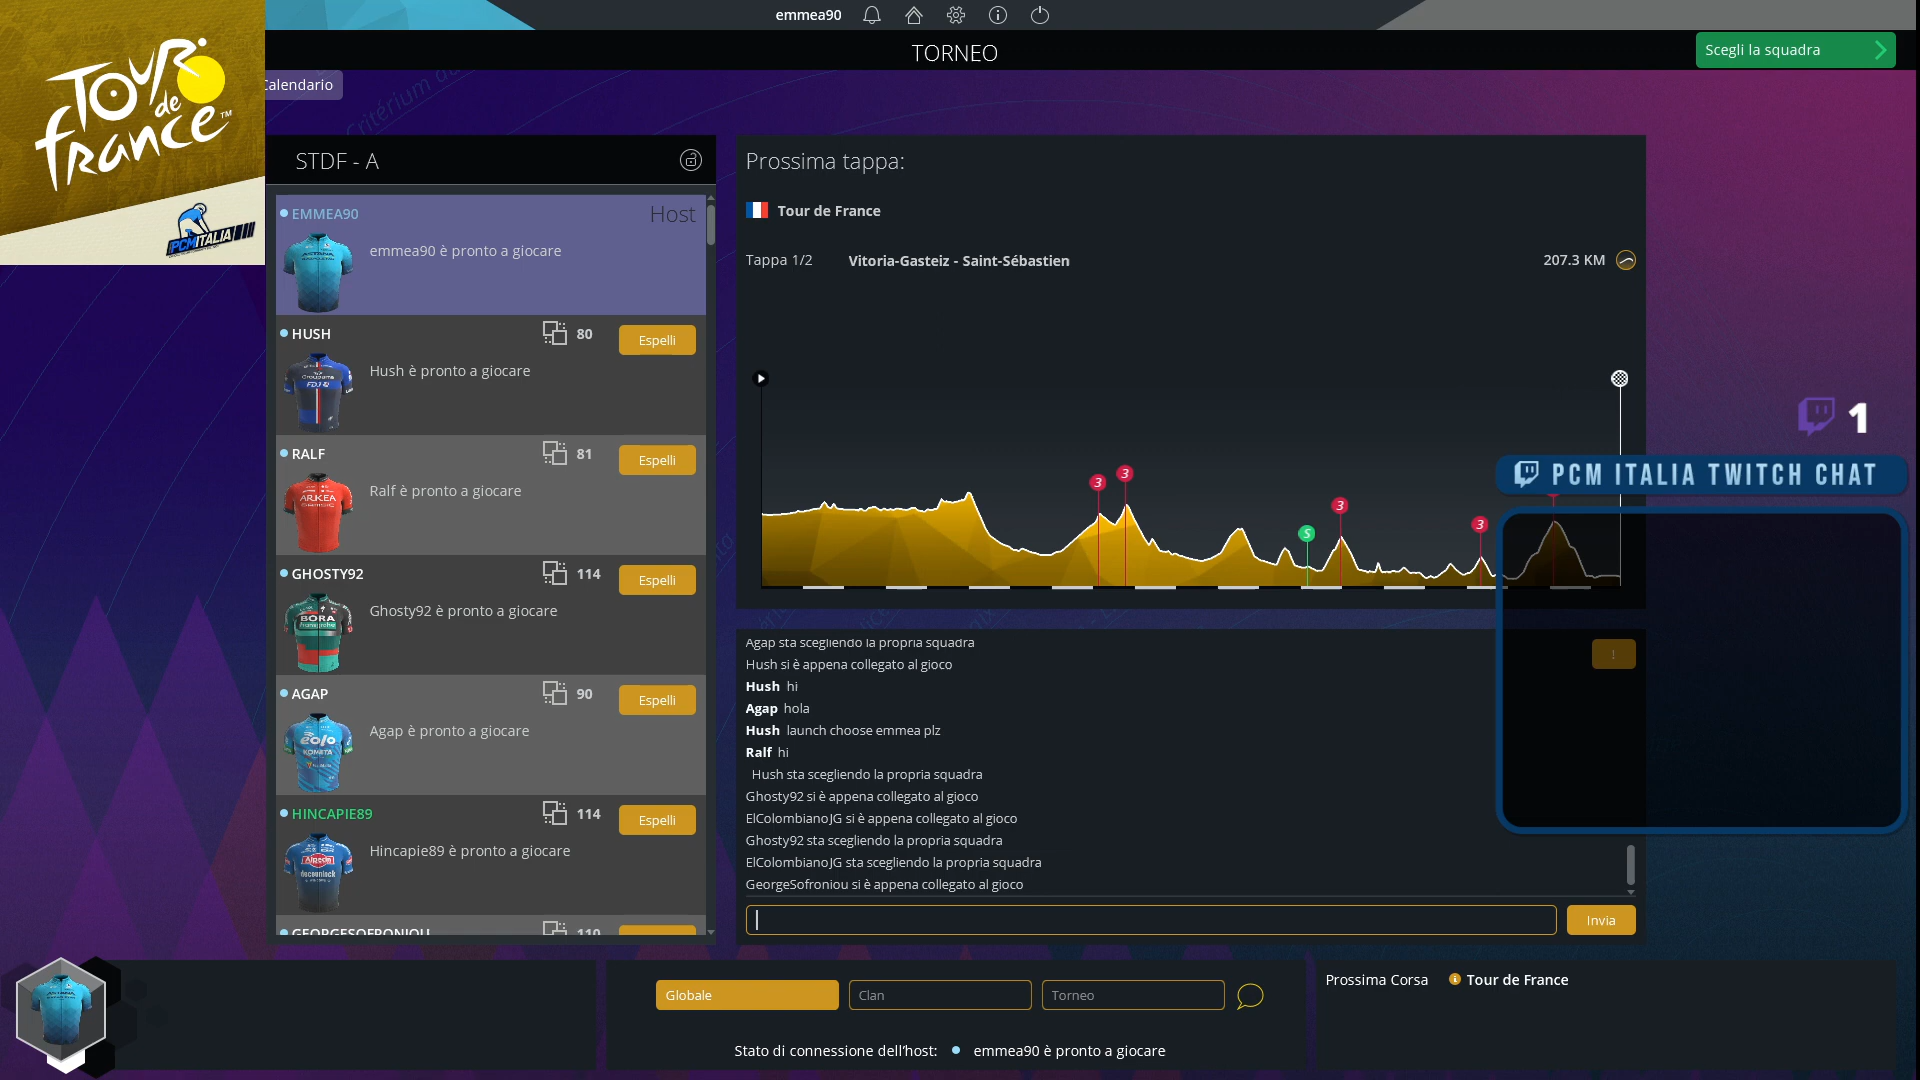 emmea90
TORNEO
Scegli la squadra
TOUR
de
france
TM
PCMITALIA
Calendario
STDF - A
EMMEA90
Host
emmea90 è pronto a giocare
HUSH
80
Espelli
Hush è pronto a giocare
RALF
81
Espelli
Ralf è pronto a giocare
GHOSTY92
114
Espelli
Ghosty92 è pronto a giocare
AGAP
90
Espelli
Agap è pronto a giocare
HINCAPIE89
114
Espelli
Hincapie89 è pronto a giocare
GEORGESOFRONIOU
110
Prossima tappa:
Tour de France
Tappa 1/2
Vitoria-Gasteiz - Saint-Sébastien
207.3 KM
3
3
S
3
3
1
PCM ITALIA TWITCH CHAT
Agap sta scegliendo la propria squadra
Hush si è appena collegato al gioco
Hush hi
Agap hola
Hush launch choose emmea plz
Ralf hi
Hush sta scegliendo la propria squadra
Ghosty92 si è appena collegato al gioco
ElColombianoJG si è appena collegato al gioco
Ghosty92 sta scegliendo la propria squadra
ElColombianoJG sta scegliendo la propria squadra
GeorgeSofroniou si è appena collegato al gioco
!
Invia
Globale
Clan
Torneo
Stato di connessione dell'host:
emmea90 è pronto a giocare
Prossima Corsa
Tour de France